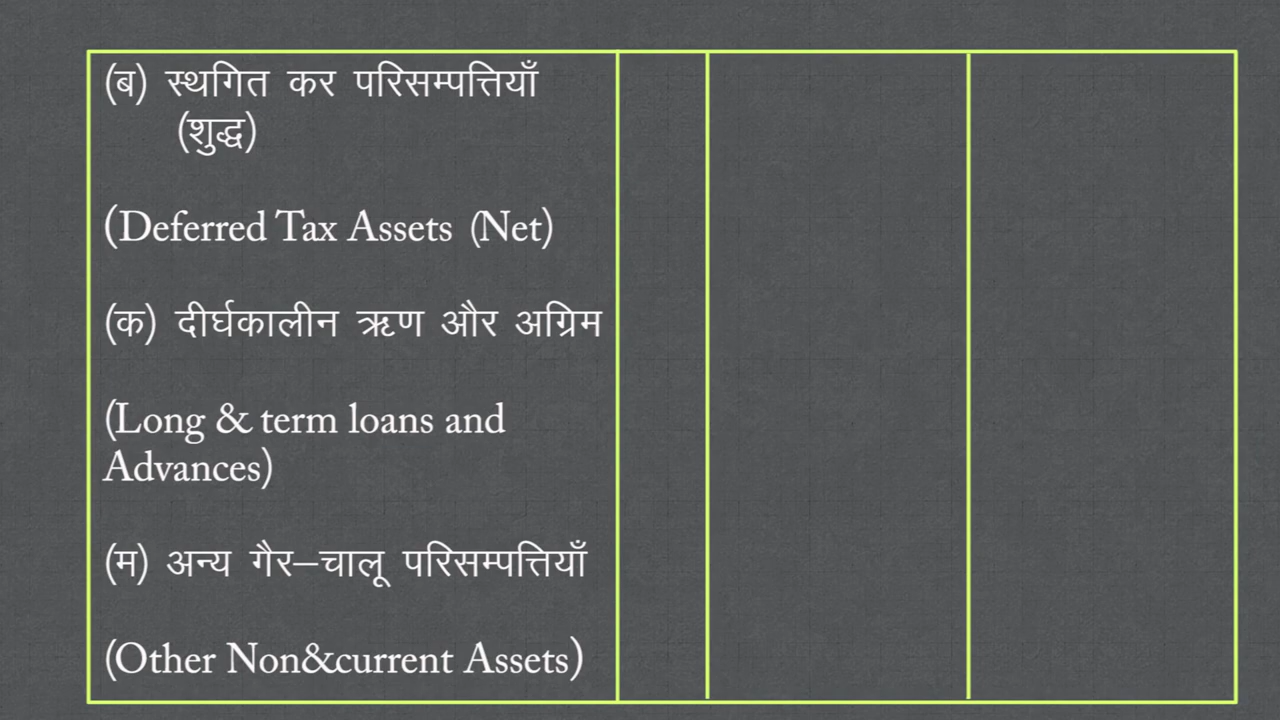 (ब) स्थगित कर परिसम्पत्तियाँ
(शुद्ध)
(Deferred Tax Assets (Net)
(क) दीर्घकालीन ऋण और अग्रिम
(Long & term loans and
Advances)
(म) अन्य गैर–चालू परिसम्पत्तियाँ
(Other Non&current Assets)